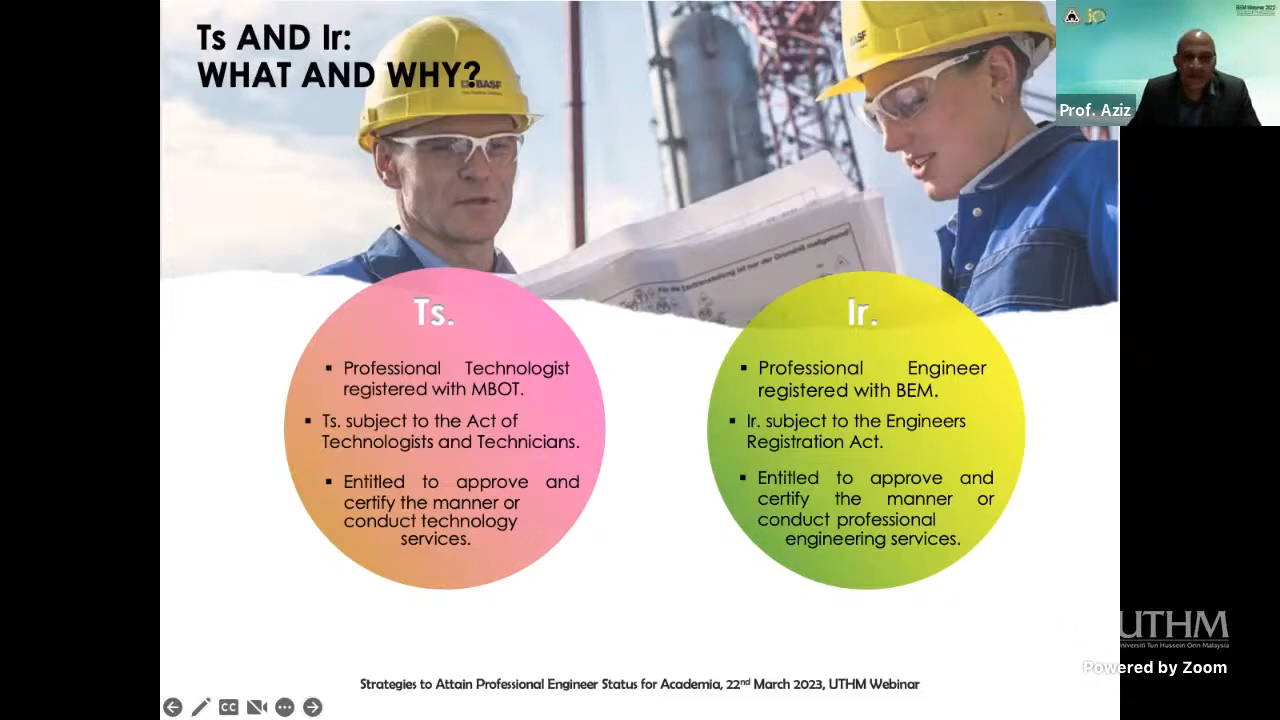 Ts AND Ir:
WHAT AND WHY?
BASF
BASF
Prof. Aziz
Ts.
▪ Professional Technologist
registered with MBOT.
▪ Ts. subject to the Act of
Technologists and Technicians.
▪ Entitled to approve and
certify the manner or
conduct technology
services.
Ir.
▪ Professional Engineer
registered with BEM.
▪ Ir. subject to the Engineers
Registration Act.
▪ Entitled to approve and
certify the manner or
conduct professional
engineering services.
UTHM
Universiti Tun Hussein Onn Malaysia
Powered by Zoom
Strategies to Attain Professional Engineer Status for Academia, 22nd March 2023, UTHM Webinar
CC